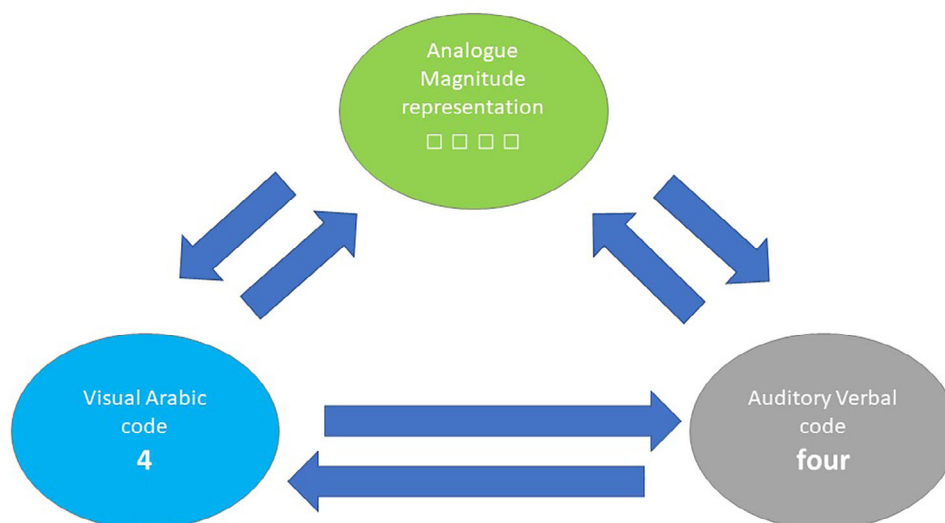 Analogue
Magnitude
representation
□ □ □ □
Visual Arabic
code
4
Auditory Verbal
code
four